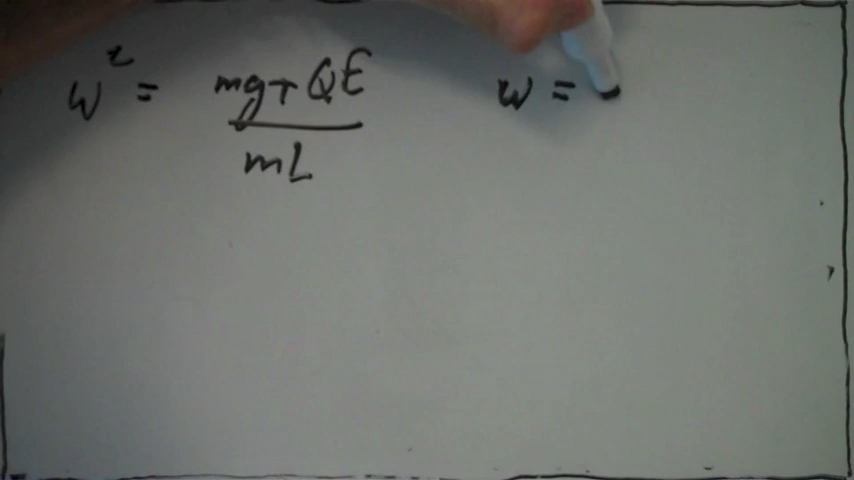 w² = mg+QE w =
mL